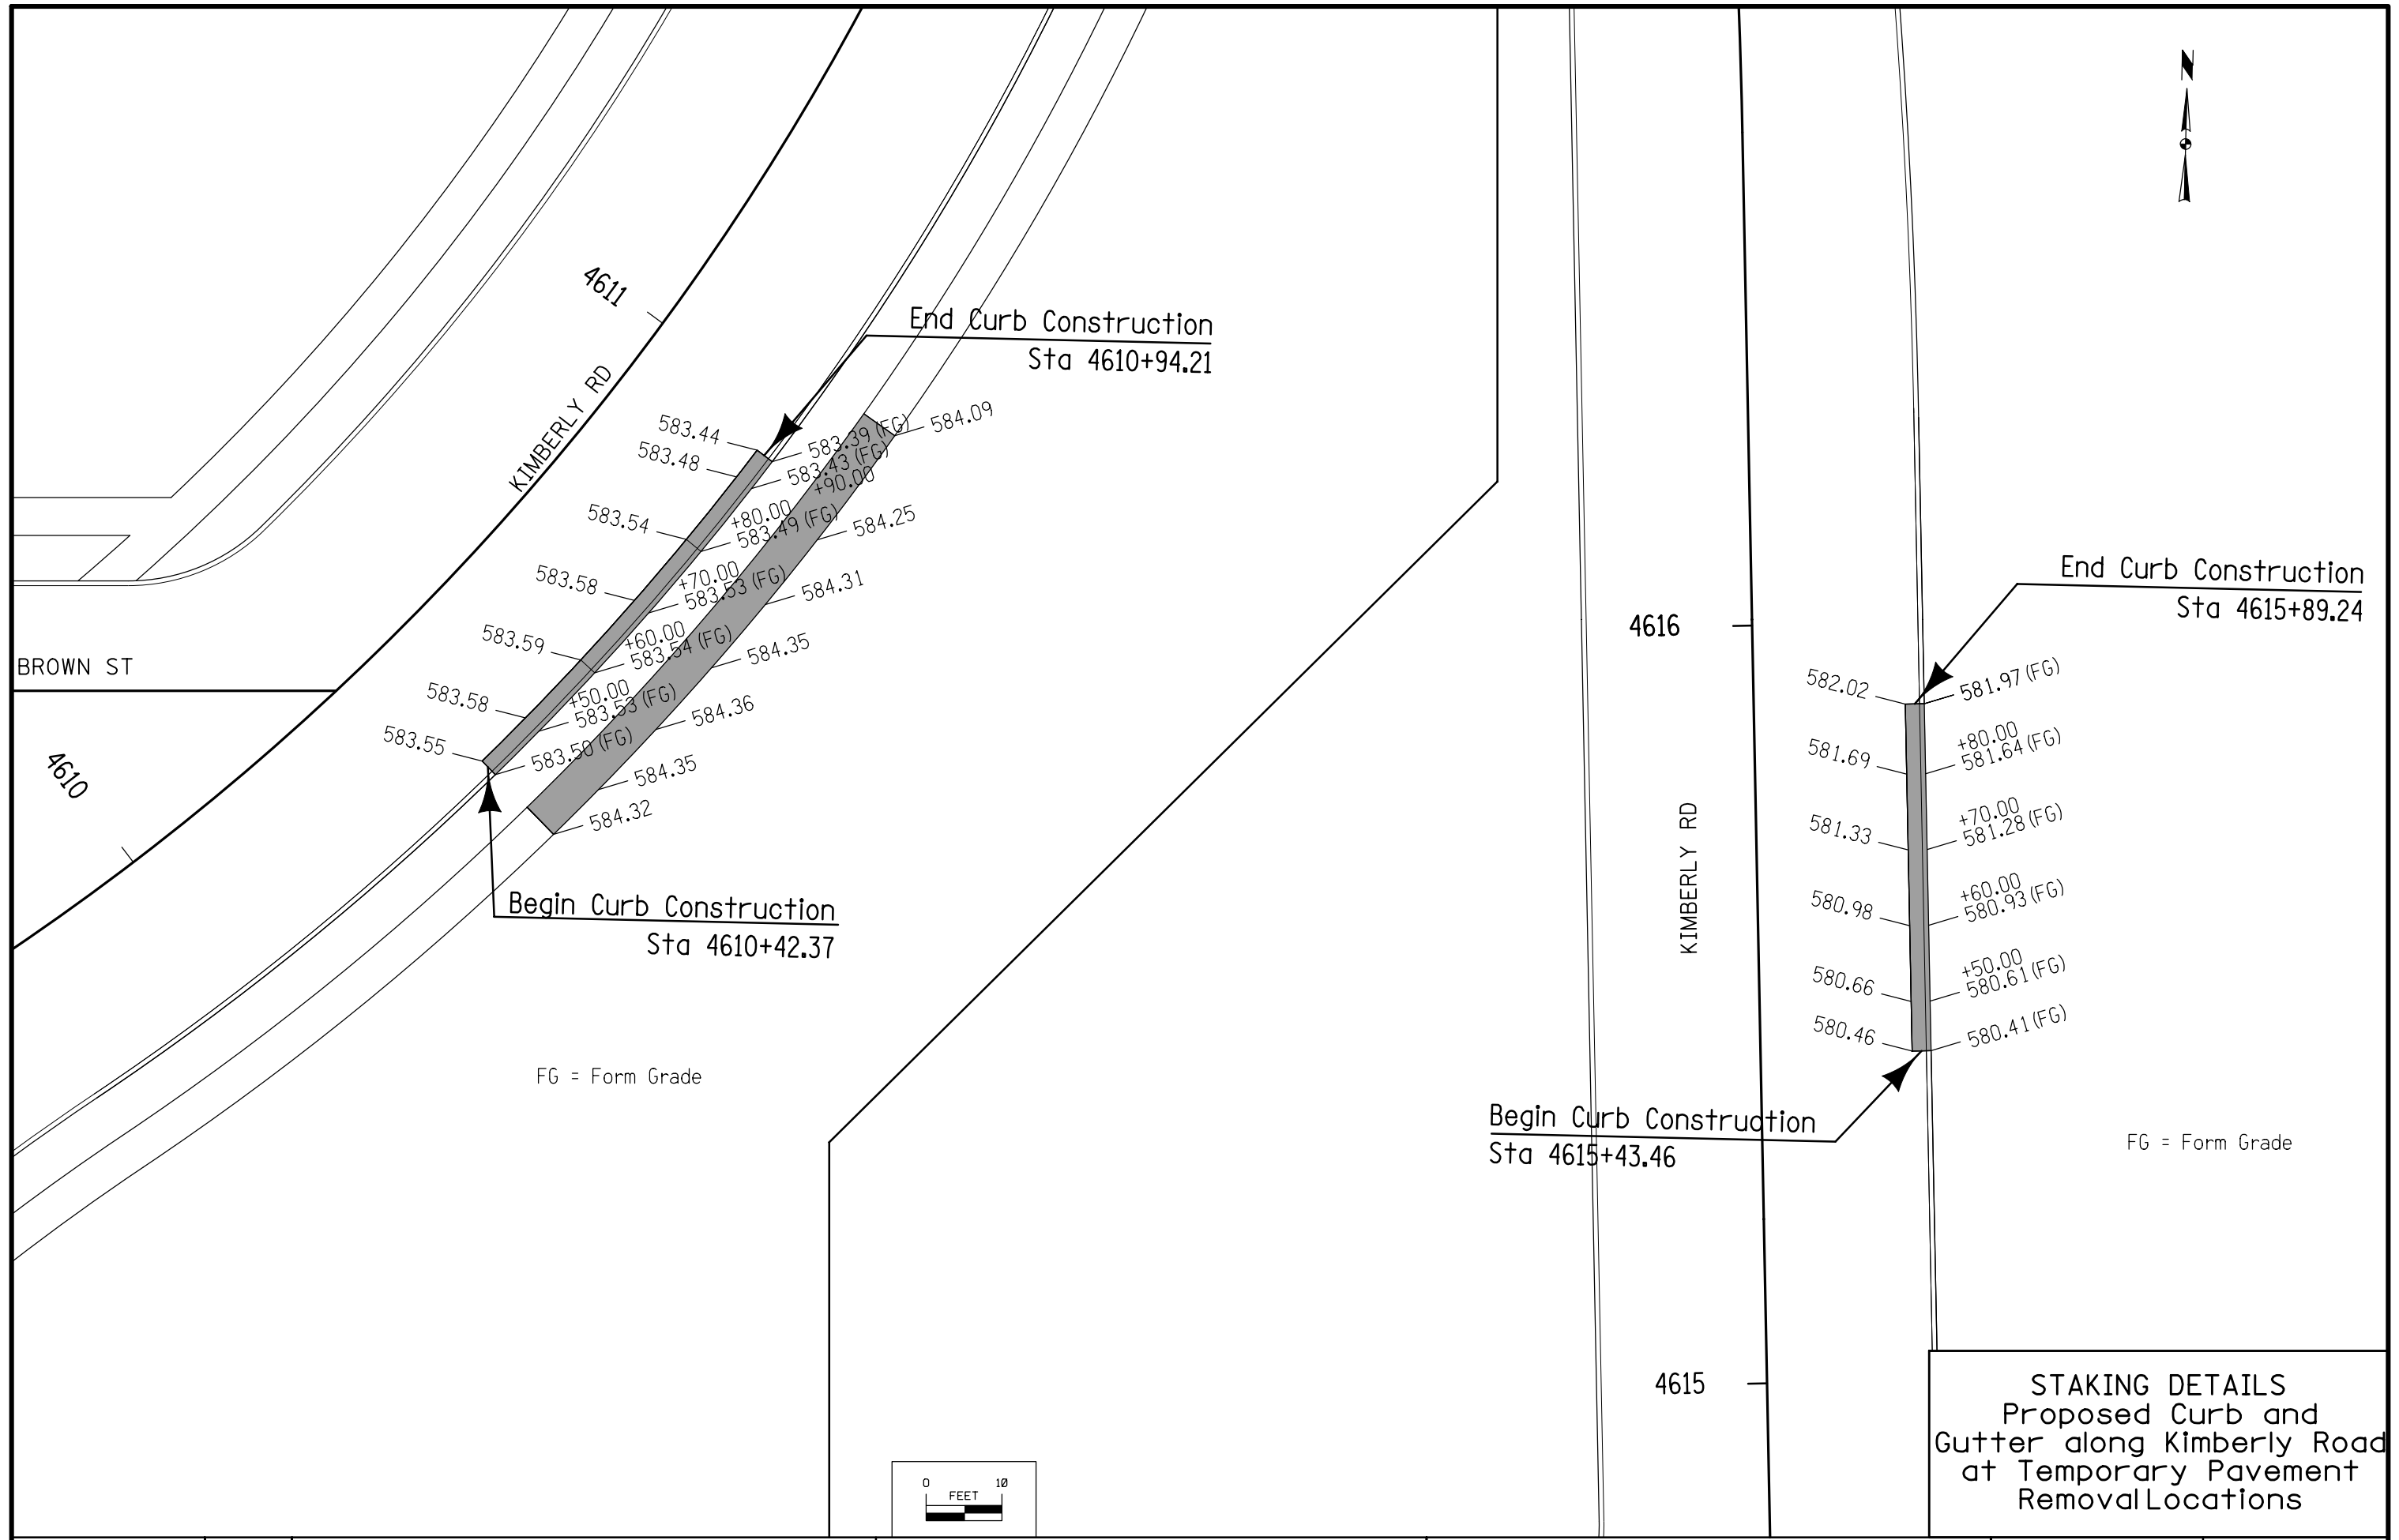 N
4611
End Curb Construction
Sta 4610+94.21
KIMBERLY RD
583.44
583.48
583.54
583.58
583.59
583.58
583.55
583.39 (FG)
583.43 (FG)
+90.00
+80.00
583.49 (FG)
+70.00
583.53 (FG)
+60.00
583.54 (FG)
+50.00
583.53 (FG)
583.50 (FG)
584.09
584.25
584.31
584.35
584.36
584.35
584.32
BROWN ST
4610
Begin Curb Construction
Sta 4610+42.37
FG = Form Grade
4616
KIMBERLY RD
4615
End Curb Construction
Sta 4615+89.24
582.02
581.69
581.33
580.98
580.66
580.46
581.97 (FG)
+80.00
581.64 (FG)
+70.00
581.28 (FG)
+60.00
580.93 (FG)
+50.00
580.61 (FG)
580.41 (FG)
Begin Curb Construction
Sta 4615+43.46
FG = Form Grade
0 10
FEET
STAKING DETAILS
Proposed Curb and
Gutter along Kimberly Road
at Temporary Pavement
Removal Locations